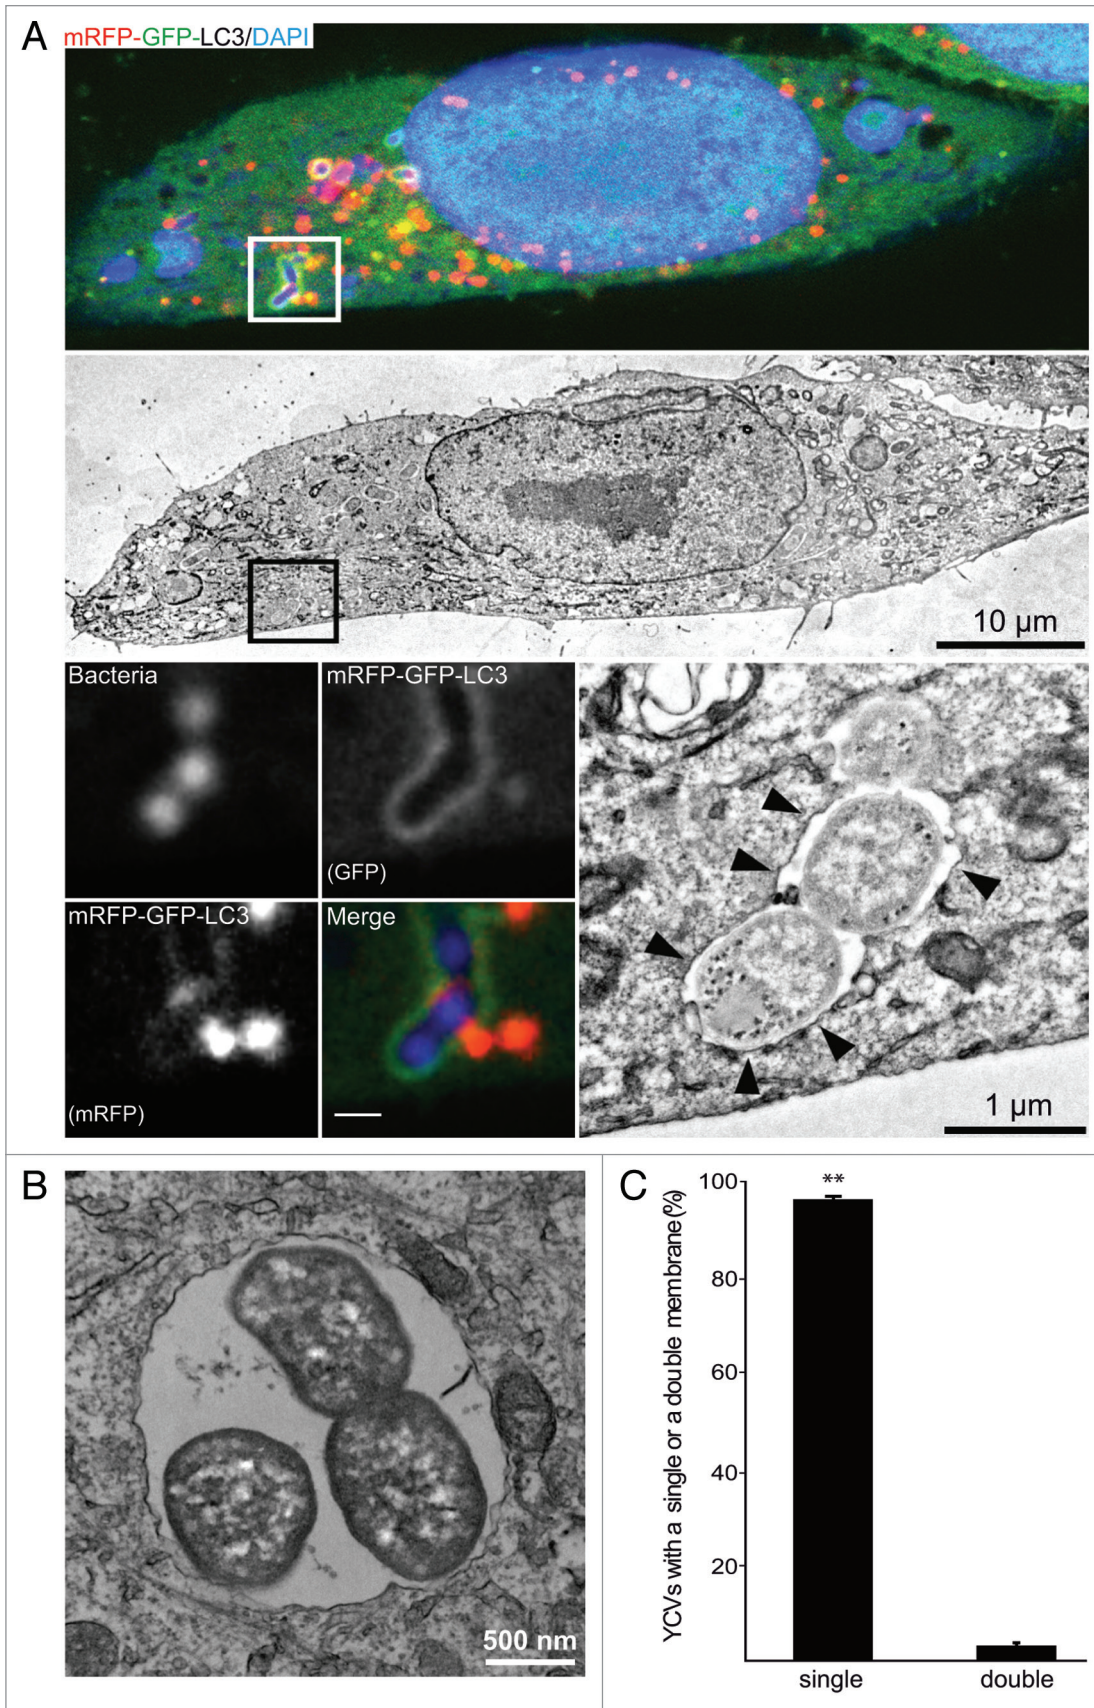 A
mRFP-GFP-LC3/DAPI
10 µm
Bacteria
mRFP-GFP-LC3
(GFP)
mRFP-GFP-LC3
(mRFP)
Merge
1 µm
B
500 nm
C
YCVs with a single or a double membrane (%)
**
100
80
60
40
20
single
double